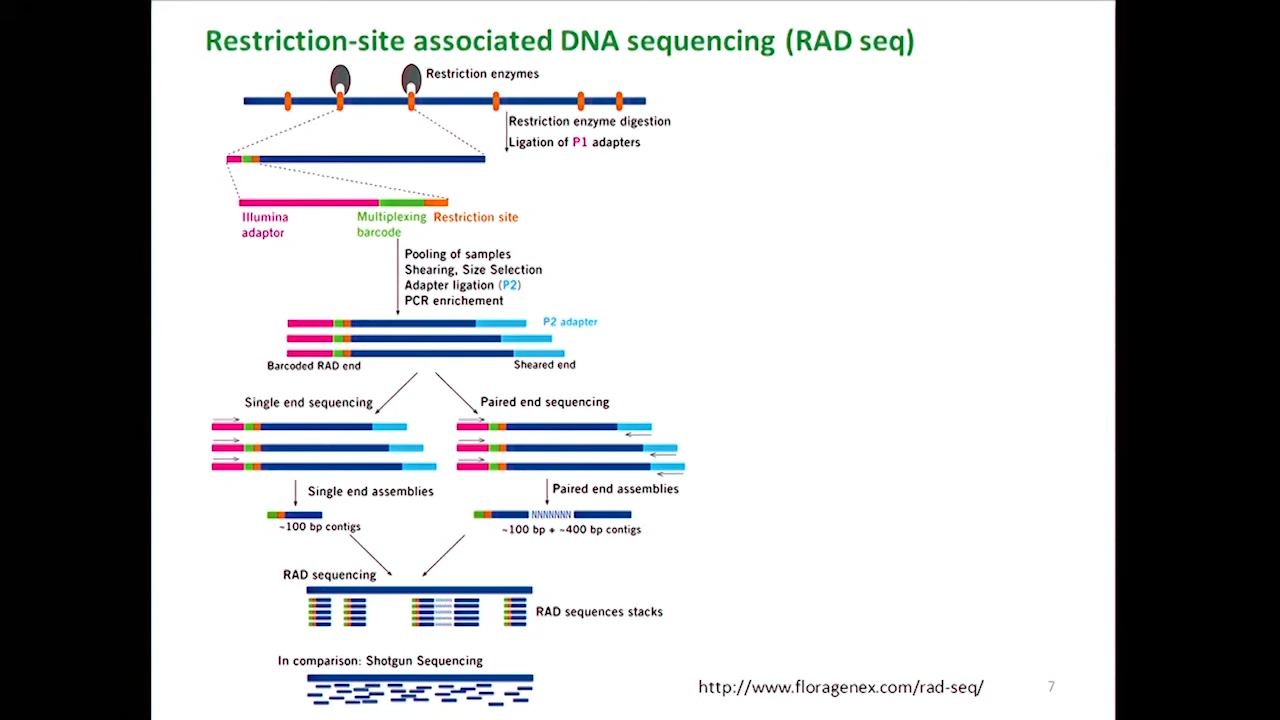 Restriction-site associated DNA sequencing (RAD seq)
Restriction enzymes
Restriction enzyme digestion
Ligation of P1 adapters
Illumina
adaptor
Multiplexing
barcode
Restriction site
Pooling of samples
Shearing, Size Selection
Adapter ligation (P2)
PCR enrichement
P2 adapter
Barcoded RAD end
Sheared end
Single end sequencing
Paired end sequencing
Single end assemblies
Paired end assemblies
~100 bp contigs
NNNNNNN
~100 bp + ~400 bp contigs
RAD sequencing
RAD sequences stacks
In comparison: Shotgun Sequencing
http://www.floragenex.com/rad-seq/
7